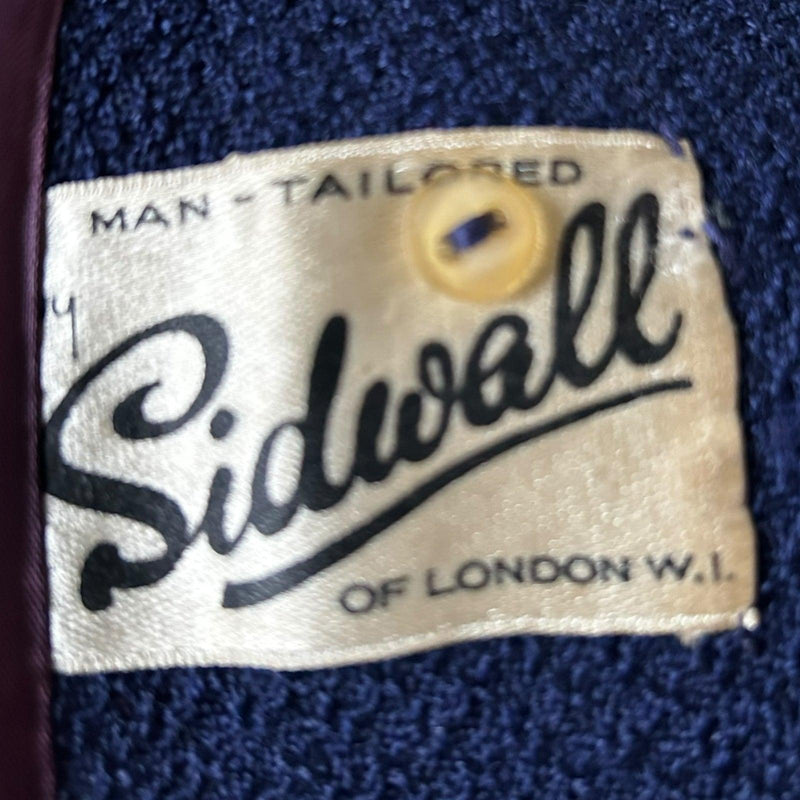 MAN - TAILORED
Sidwall
OF LONDON W.I.